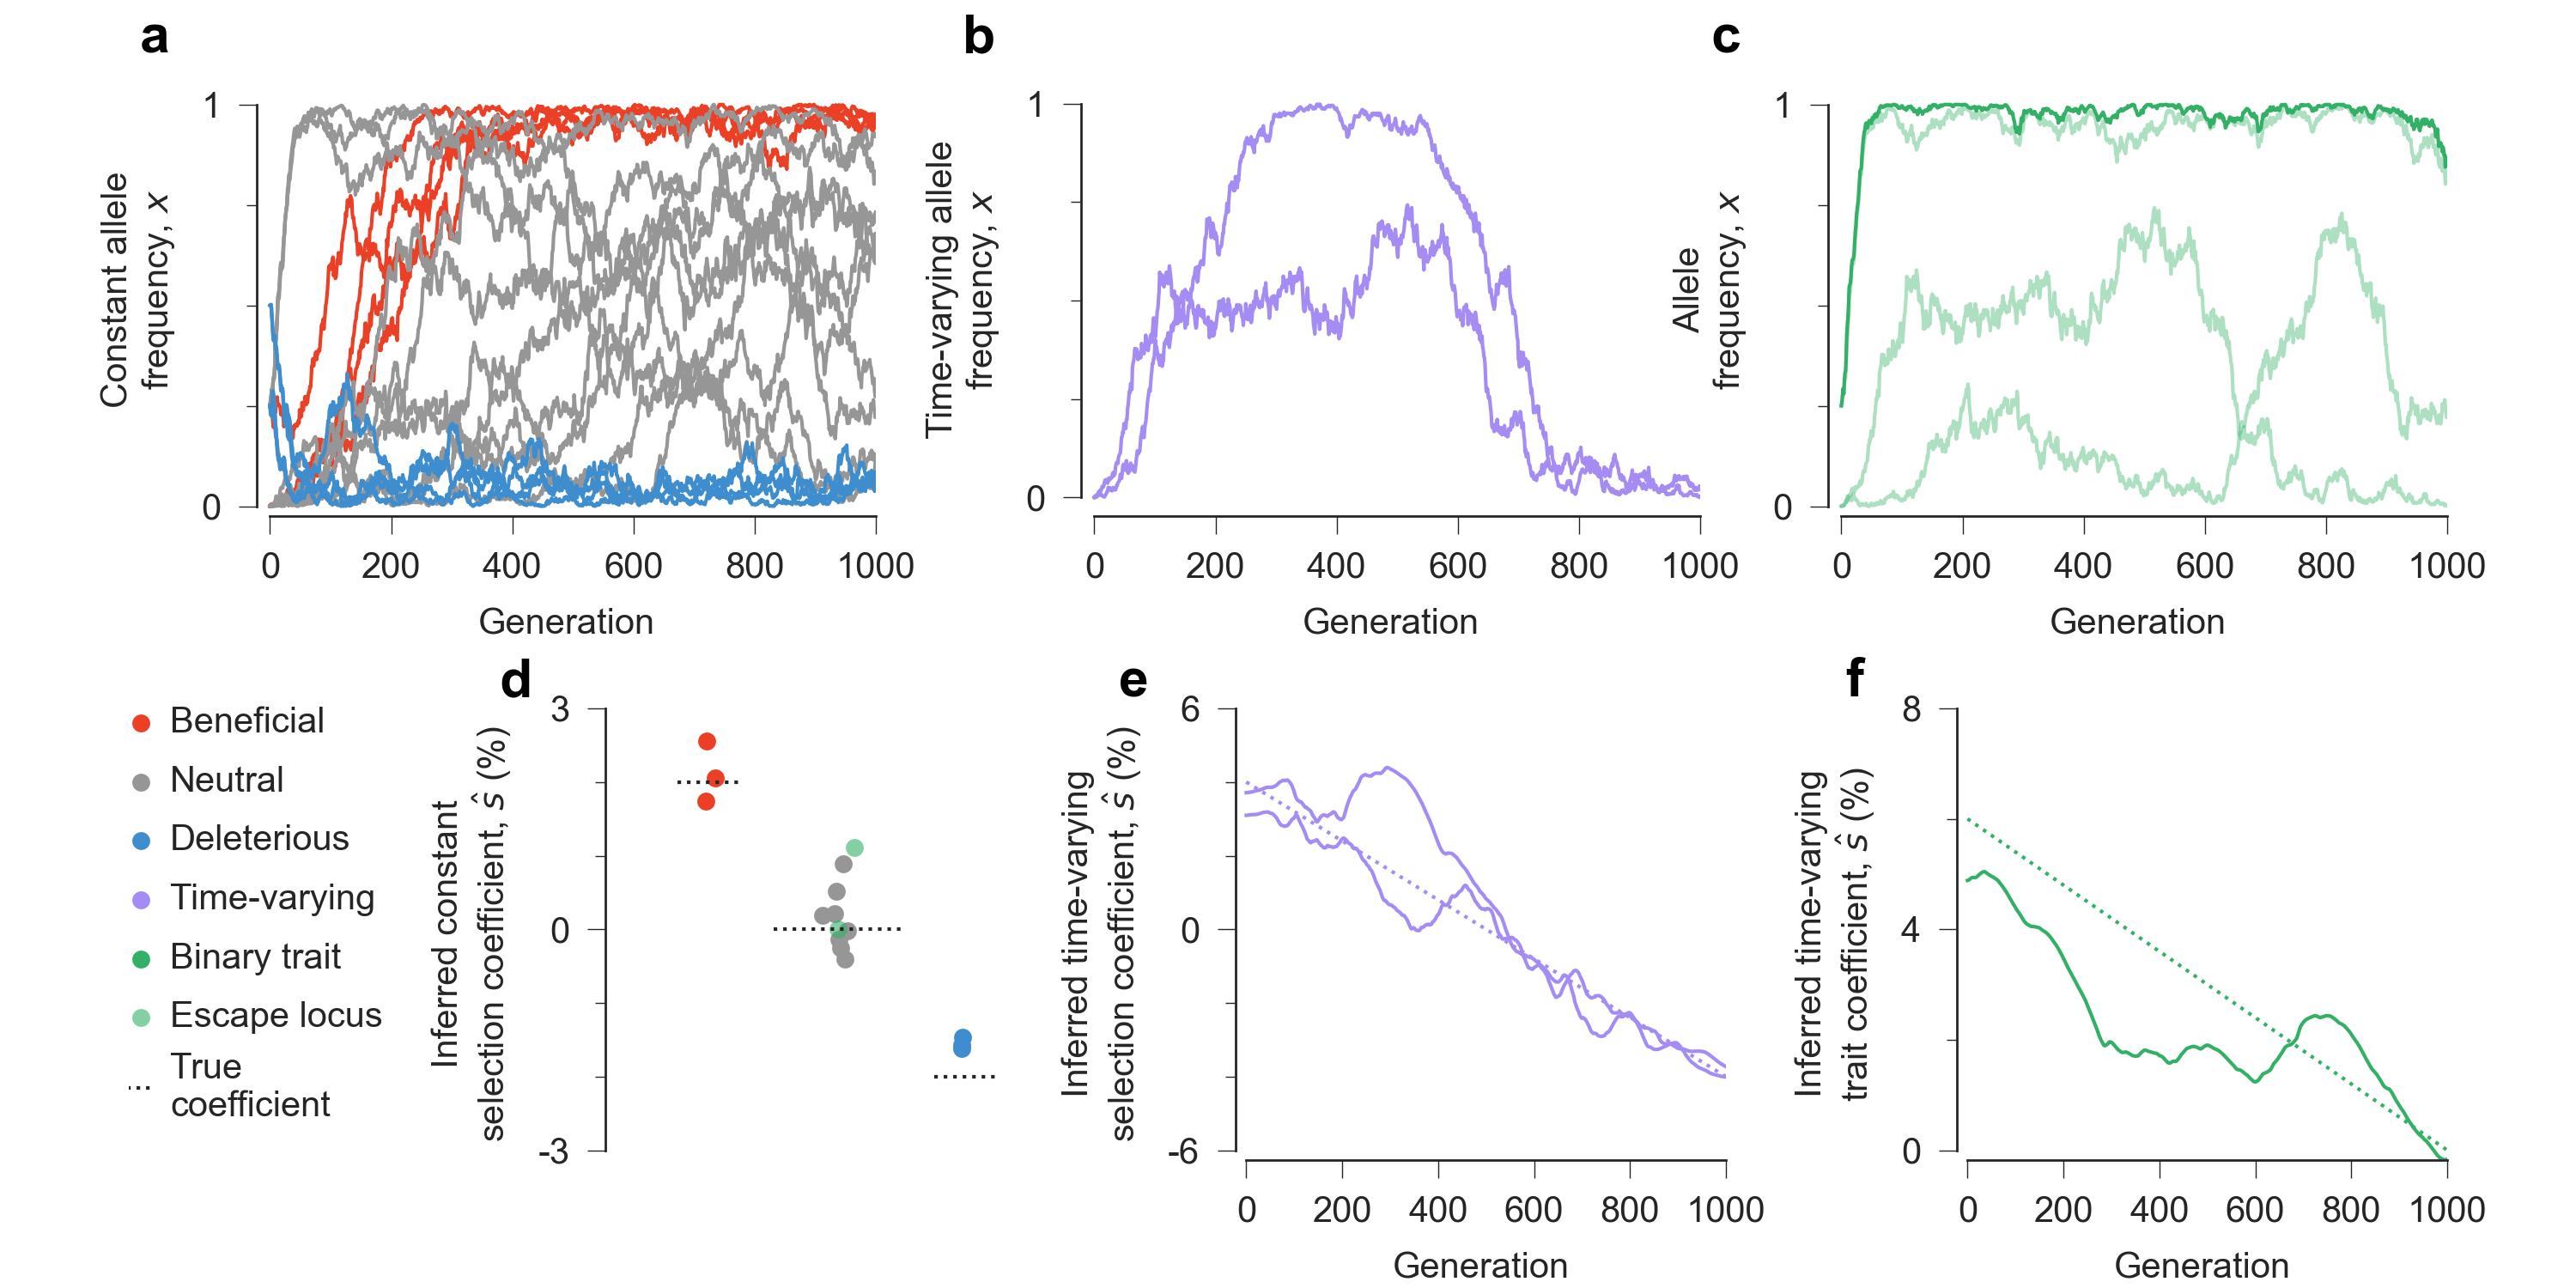 a
Constant allele
frequency, x
1
0
0 200 400 600 800 1000
Generation
b
Time-varying allele
frequency, x
1
0
0 200 400 600 800 1000
Generation
c
Allele
frequency, x
1
0
0 200 400 600 800 1000
Generation
Beneficial
Neutral
Deleterious
Time-varying
Binary trait
Escape locus
True
coefficient
d
Inferred constant
selection coefficient, ŝ (%)
3
0
-3
e
Inferred time-varying
selection coefficient, ŝ (%)
6
0
-6
0 200 400 600 800 1000
Generation
f
Inferred time-varying
trait coefficient, ŝ (%)
8
4
0
0 200 400 600 800 1000
Generation